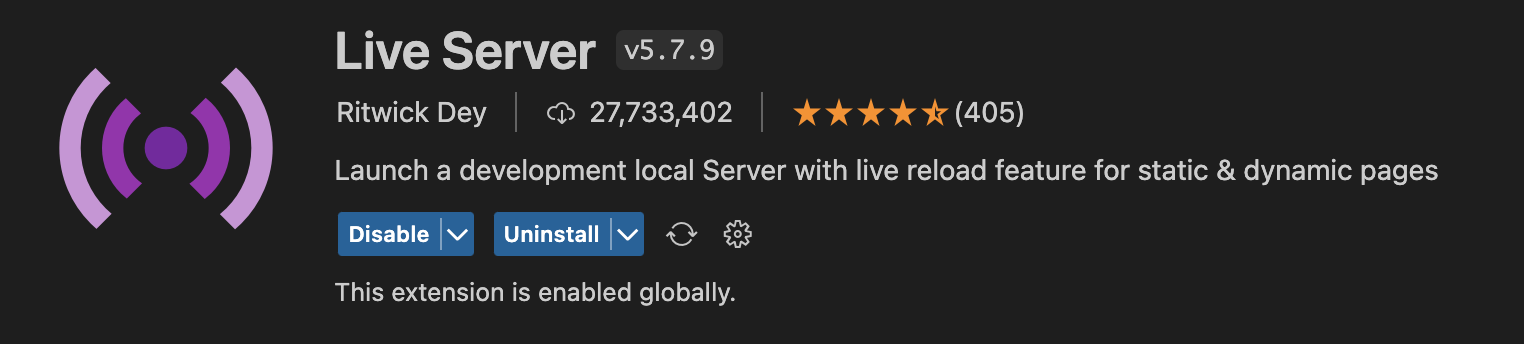 Live Server v5.7.9
Ritwick Dey 27,733,402 (405)
Launch a development local Server with live reload feature for static & dynamic pages
Disable Uninstall
This extension is enabled globally.